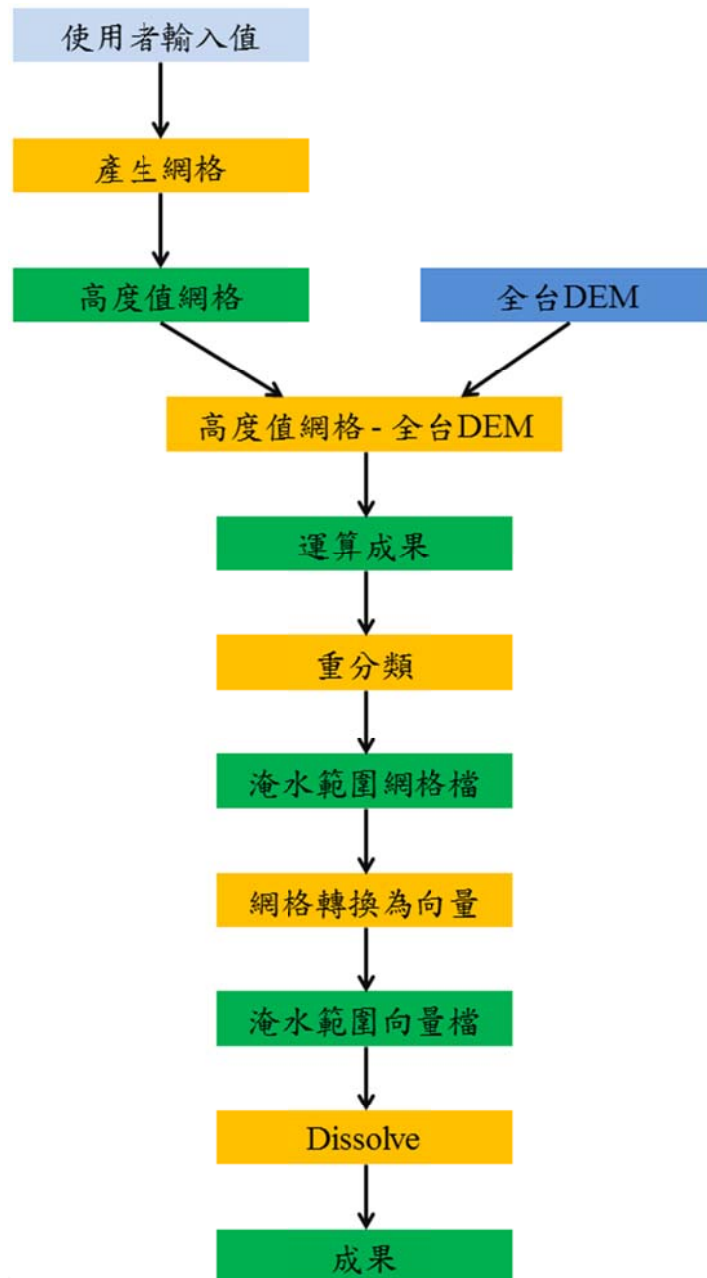 使用者輸入值
產生網格
高度值網格
全台DEM
高度值網格 - 全台DEM
運算成果
重分類
淹水範圍網格檔
網格轉換為向量
淹水範圍向量檔
Dissolve
成果